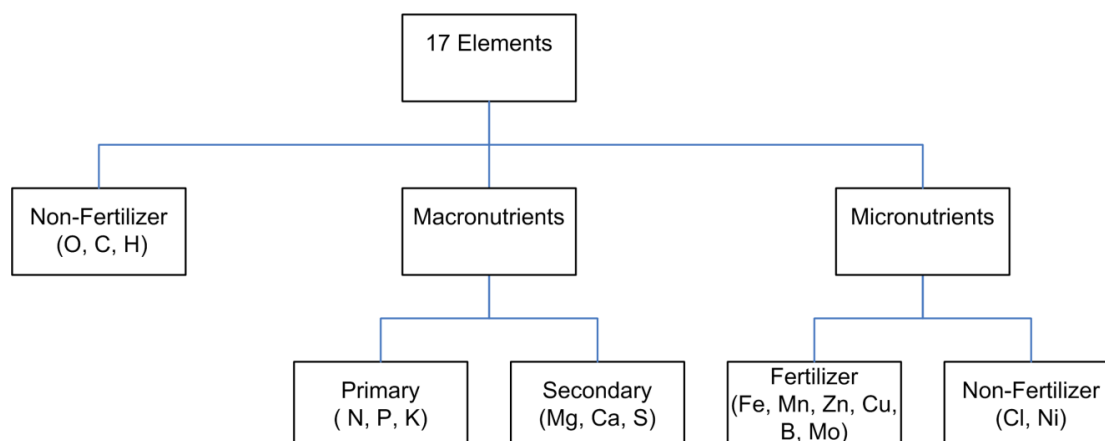 17 Elements
Non-Fertilizer
(O, C, H)
Macronutrients
Micronutrients
Primary
( N, P, K)
Secondary
(Mg, Ca, S)
Fertilizer
(Fe, Mn, Zn, Cu,
B, Mo)
Non-Fertilizer
(Cl, Ni)